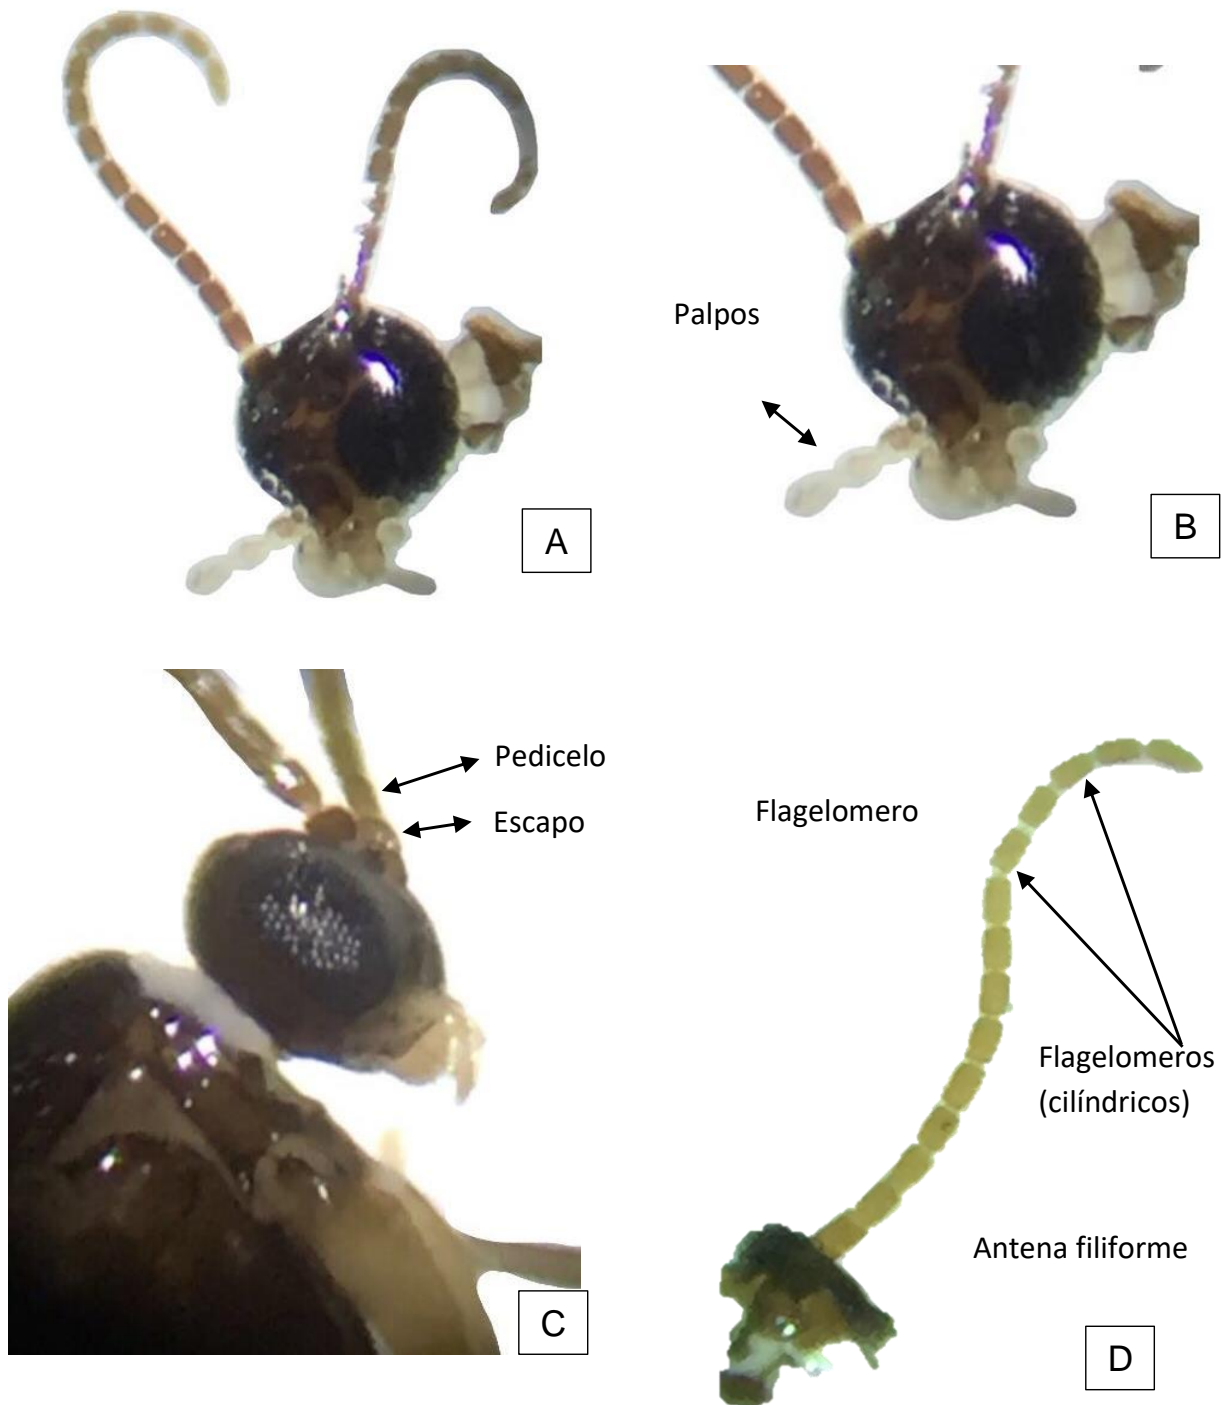 Palpos
A
B
Pedicelo
Escapo
C
Flagelomero
Flagelomeros
(cilíndricos)
Antena filiforme
D